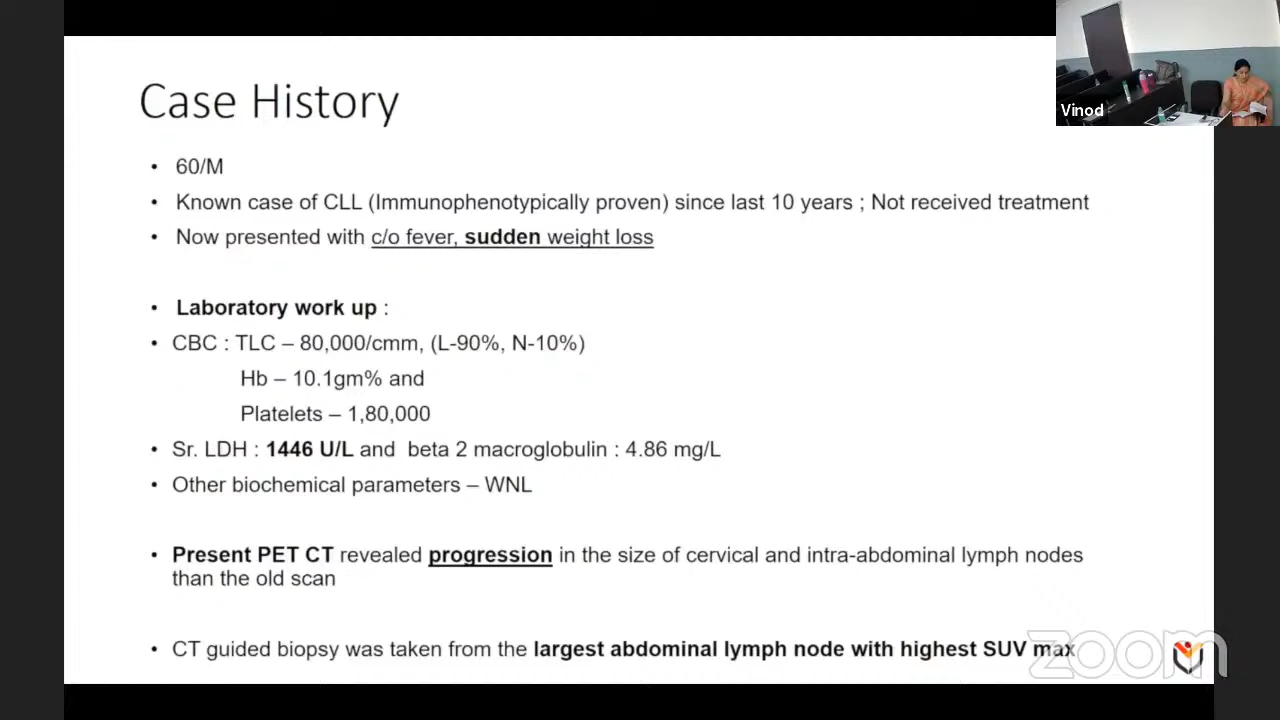 Case History
Vinod
• 60/M
• Known case of CLL (Immunophenotypically proven) since last 10 years ; Not received treatment
• Now presented with c/o fever, sudden weight loss
• Laboratory work up :
• CBC : TLC – 80,000/cmm, (L-90%, N-10%)
Hb – 10.1gm% and
Platelets – 1,80,000
• Sr. LDH : 1446 U/L and beta 2 macroglobulin : 4.86 mg/L
• Other biochemical parameters – WNL
• Present PET CT revealed progression in the size of cervical and intra-abdominal lymph nodes
than the old scan
• CT guided biopsy was taken from the largest abdominal lymph node with highest SUV max
zoom